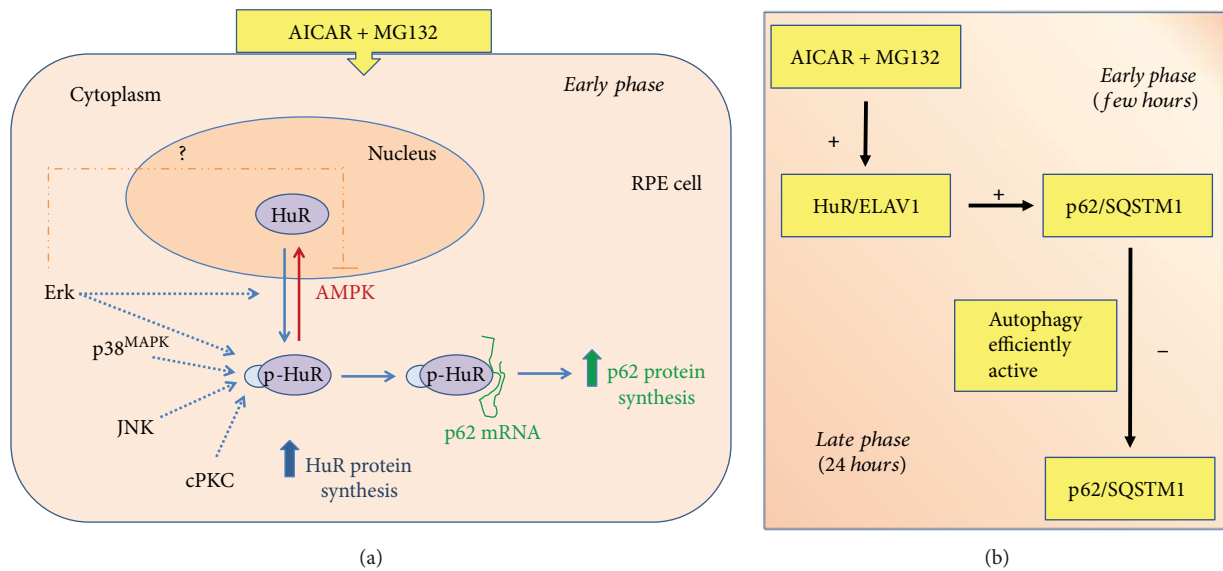 AICAR + MG132
Early phase
Cytoplasm
?
Nucleus
RPE cell
HuR
Erk
AMPK
p38MAPK
p-HuR
p-HuR
p62 protein
synthesis
JNK
p62 mRNA
cPKC
HuR protein
synthesis
(a)
AICAR + MG132
Early phase
(few hours)
+
HuR/ELAV1
+
p62/SQSTM1
Autophagy
efficiently
active
−
Late phase
(24 hours)
p62/SQSTM1
(b)